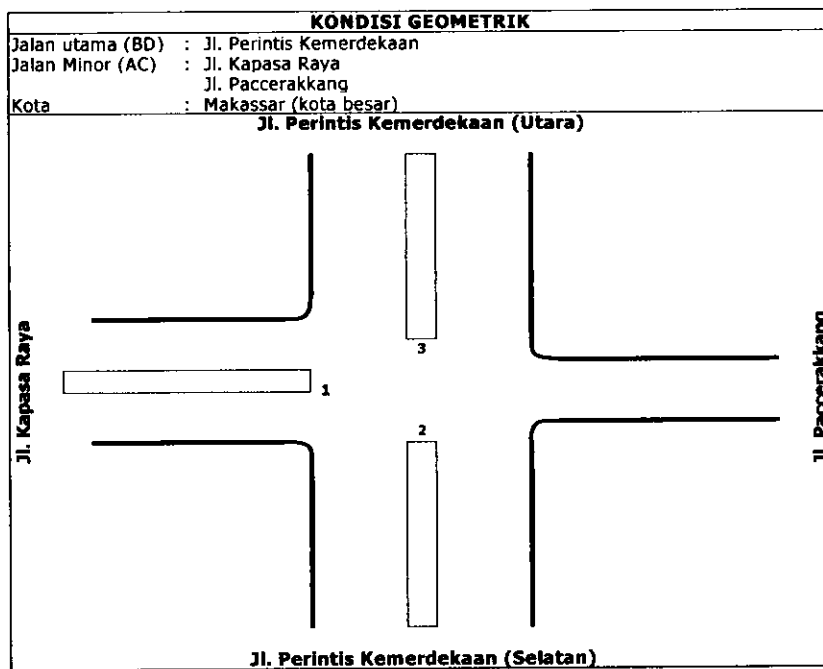 KONDISI GEOMETRIK
Jalan utama (BD) : Jl. Perintis Kemerdekaan
Jalan Minor (AC) : Jl. Kapasa Raya
Jl. Paccerakkang
Kota : Makassar (kota besar)
Jl. Perintis Kemerdekaan (Utara)
Jl. Kapasa Raya
3
1
2
Jl. Paccerakkang
Jl. Perintis Kemerdekaan (Selatan)